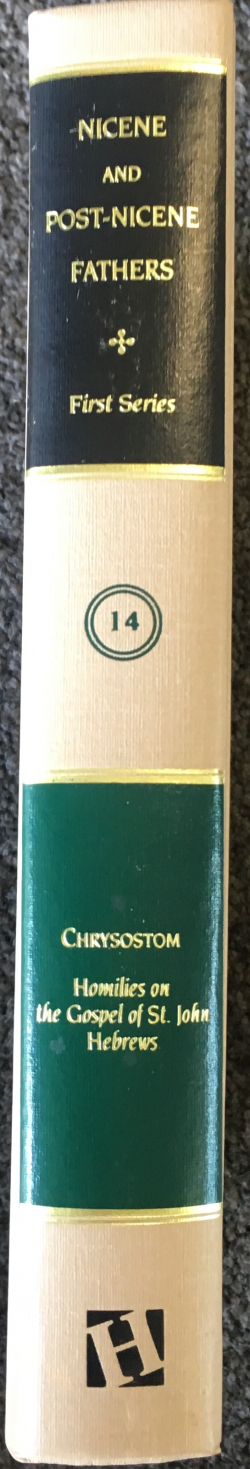 NICENE
AND
POST-NICENE
FATHERS
First Series
14
CHRYSOSTOM
Homilies on
the Gospel of St. John
Hebrews
H